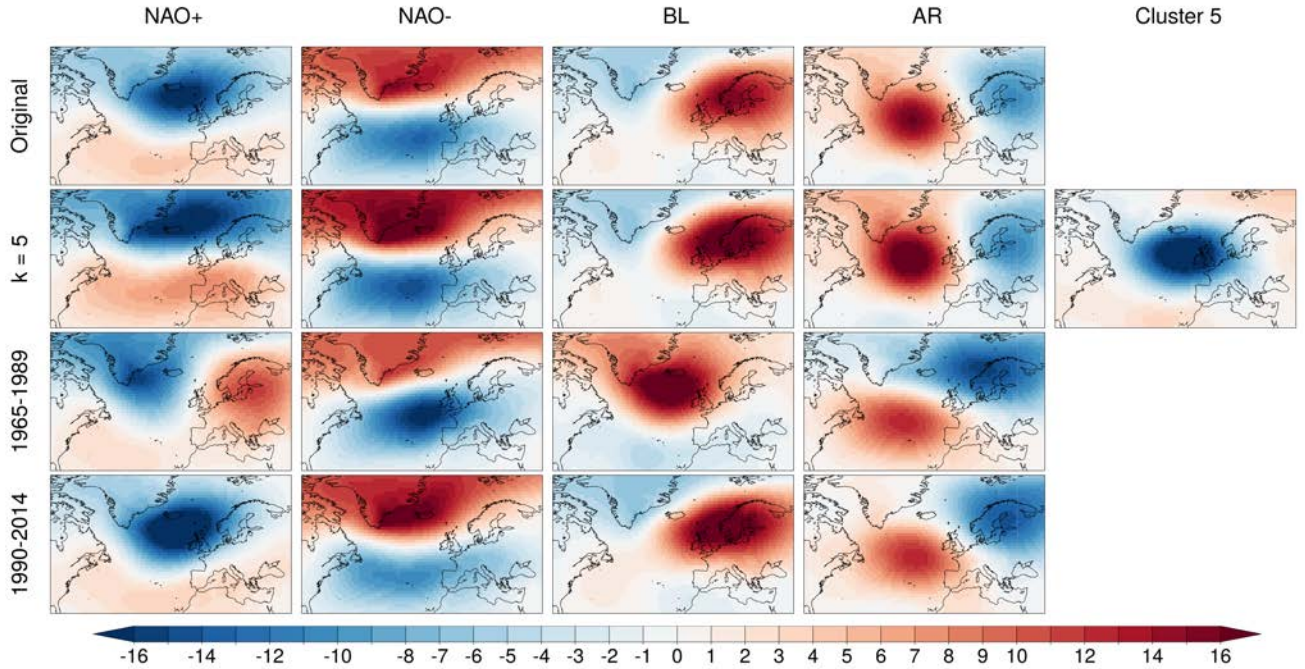 NAO+ NAO- BL AR Cluster 5
Original
k = 5
1965-1989
1990-2014
-16 -14 -12 -10 -8 -7 -6 -5 -4 -3 -2 -1 0 1 2 3 4 5 6 7 8 9 10 12 14 16